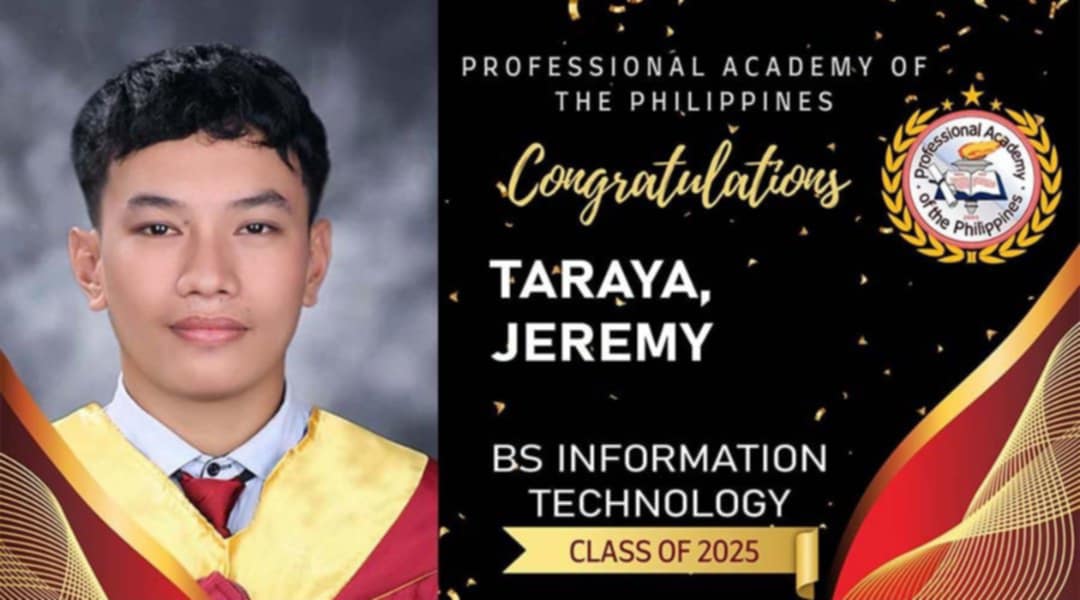 PROFESSIONAL ACADEMY OF
THE PHILIPPINES
Congratulations
Professional Academy
of the Philippines
TARAYA,
JEREMY
BS INFORMATION
TECHNOLOGY
CLASS OF 2025